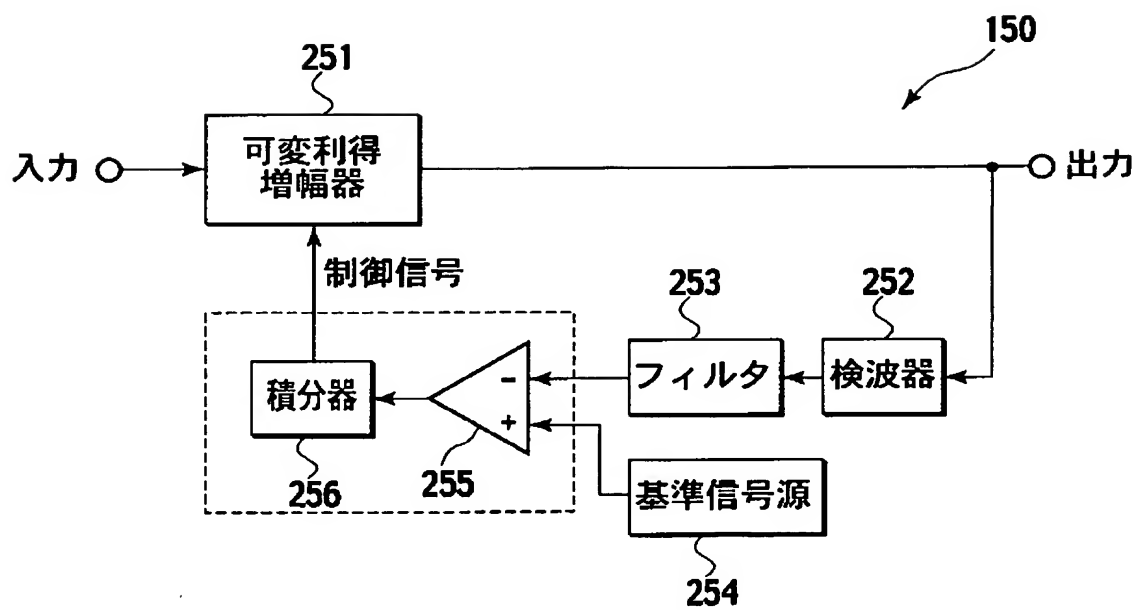 150
251
可変利得
増幅器
入力
出力
制御信号
253
252
フィルタ
検波器
積分器
-
+
256
255
基準信号源
254